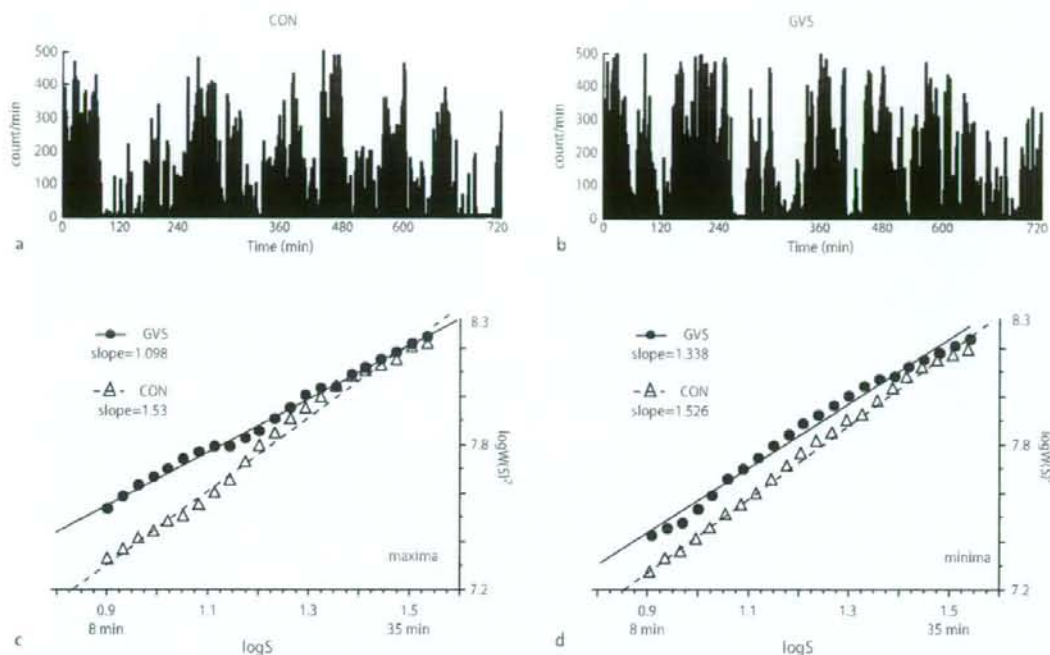 CON
GVS
500
400
300
200
100
0
count/min
0 120 240 360 480 600 720
Time (min)
a
500
400
300
200
100
0
count/min
0 120 240 360 480 600 720
Time (min)
b
GVS
slope=1.098
CON
slope=1.53
8.3
7.8
7.2
logW(S)²
maxima
0.9 1.1 1.3 1.5
8 min 35 min
logS
c
GVS
slope=1.338
CON
slope=1.526
8.3
7.8
7.2
logW(S)²
minima
0.9 1.1 1.3 1.5
8 min 35 min
logS
d